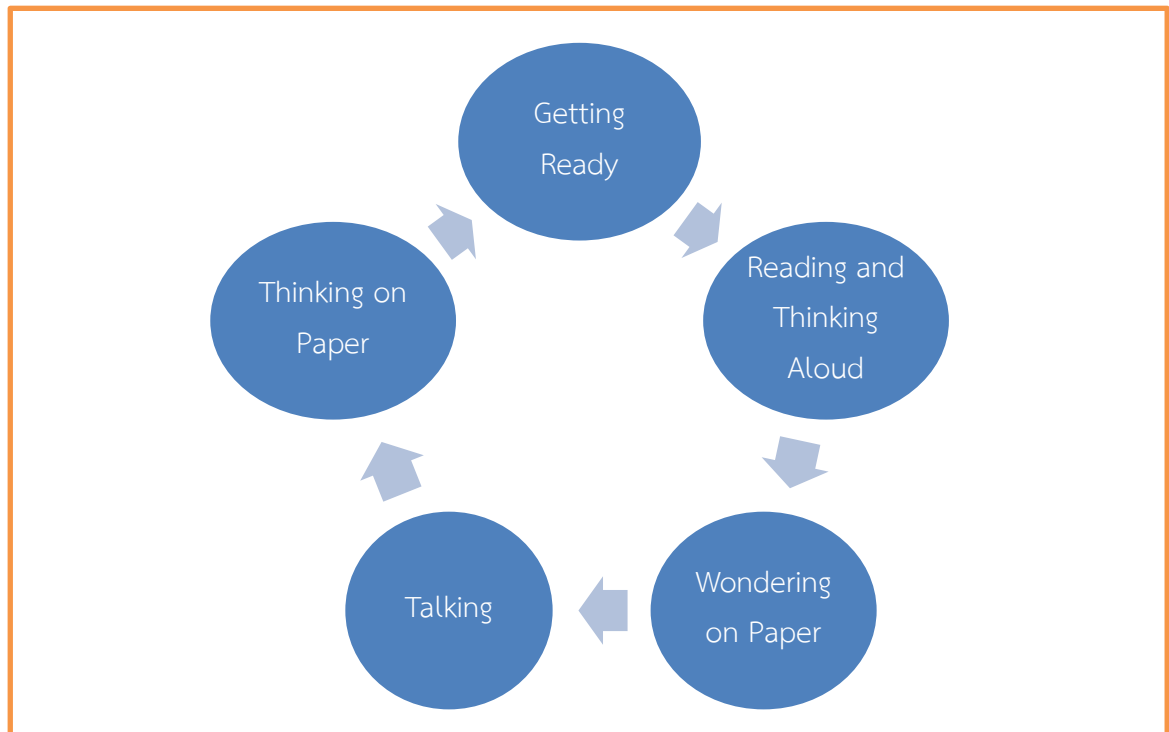 Getting
Ready
Reading and
Thinking
Aloud
Wondering
on Paper
Talking
Thinking on
Paper